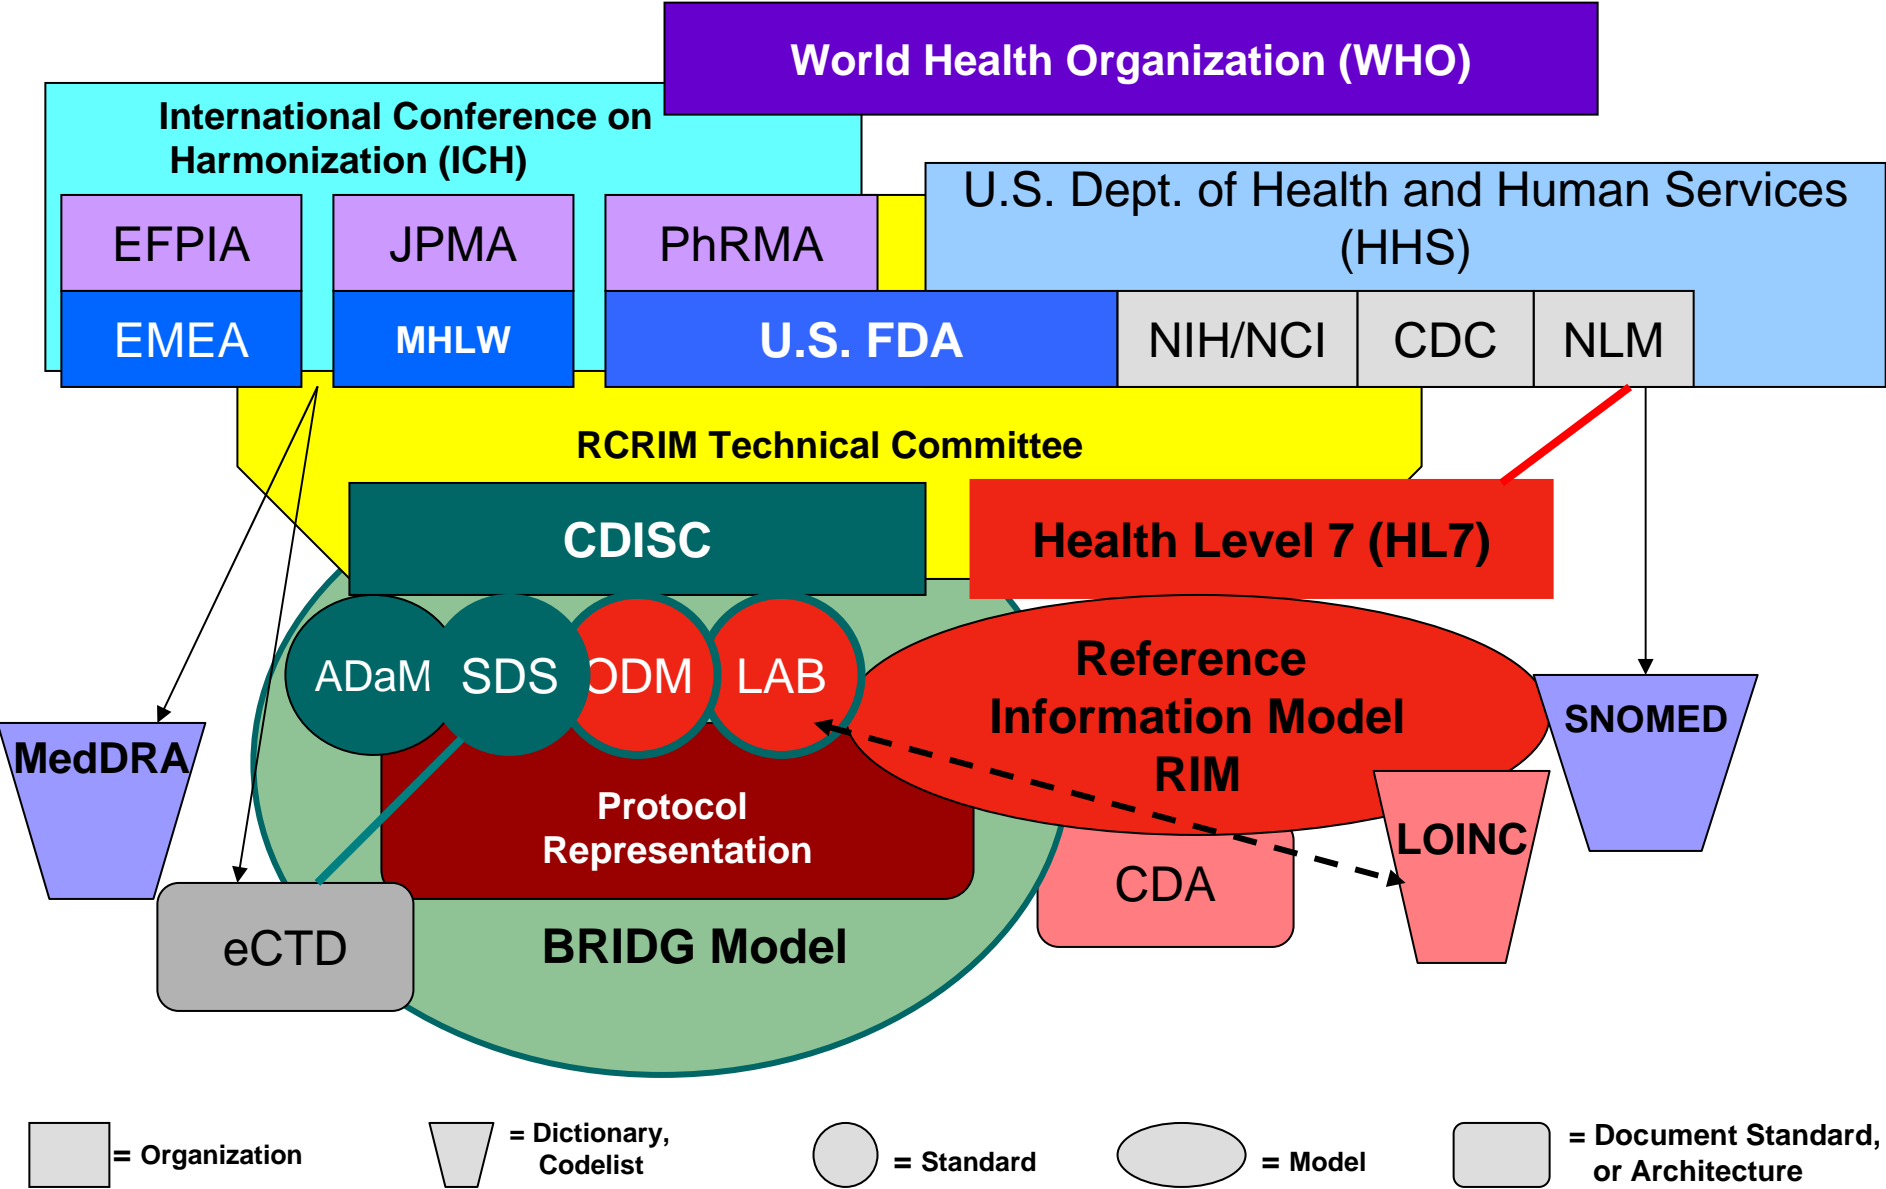 World Health Organization (WHO)
International Conference on
Harmonization (ICH)
U.S. Dept. of Health and Human Services
(HHS)
EFPIA
JPMA
PhRMA
EMEA
MHLW
U.S. FDA
NIH/NCI
CDC
NLM
RCRIM Technical Committee
CDISC
Health Level 7 (HL7)
ADaM
SDS
ODM
LAB
Reference
Information Model
RIM
SNOMED
MedDRA
Protocol
Representation
LOINC
CDA
eCTD
BRIDG Model
= Organization
= Dictionary,
Codelist
= Standard
= Model
= Document Standard,
or Architecture